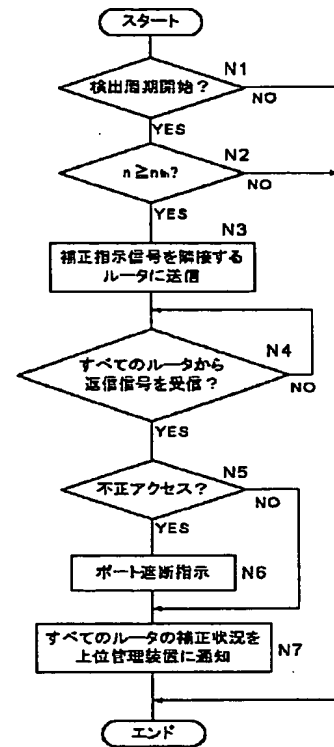 スタート
N1
検出周期開始?
NO
YES
N2
n≧nth?
NO
YES
N3
補正指示信号を隣接する
ルータに送信
N4
すべてのルータから
返信信号を受信?
NO
YES
N5
不正アクセス?
NO
YES
ポート遮断指示
N6
すべてのルータの補正状況を
上位管理装置に通知
N7
エンド